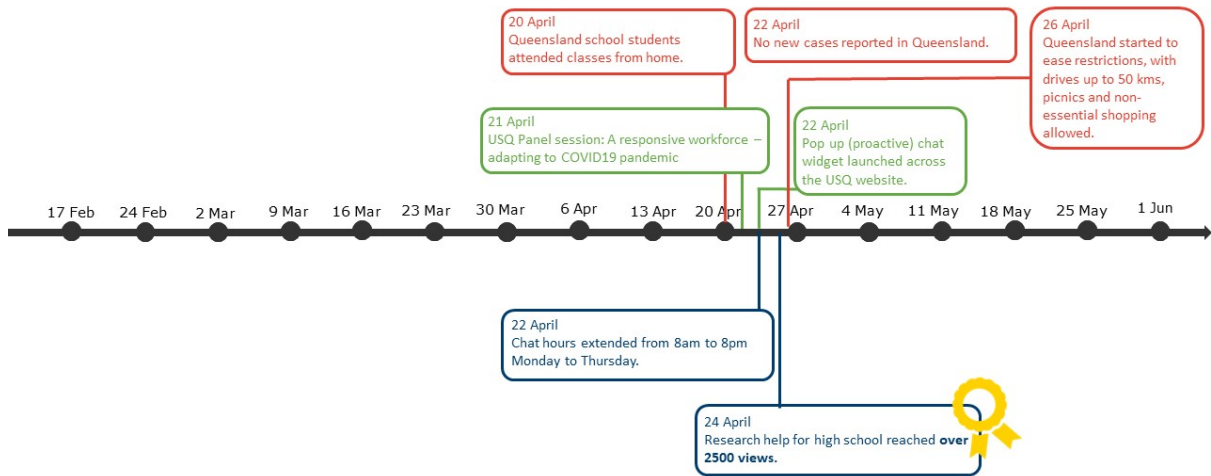 20 April
Queensland school students
attended classes from home.
22 April
No new cases reported in Queensland.
26 April
Queensland started to
ease restrictions, with
drives up to 50 kms,
picnics and non-
essential shopping
allowed.
21 April
USQ Panel session: A responsive workforce –
adapting to COVID19 pandemic
22 April
Pop up (proactive) chat
widget launched across
the USQ website.
17 Feb
24 Feb
2 Mar
9 Mar
16 Mar
23 Mar
30 Mar
6 Apr
13 Apr
20 Apr
27 Apr
4 May
11 May
18 May
25 May
1 Jun
22 April
Chat hours extended from 8am to 8pm
Monday to Thursday.
24 April
Research help for high school reached over
2500 views.